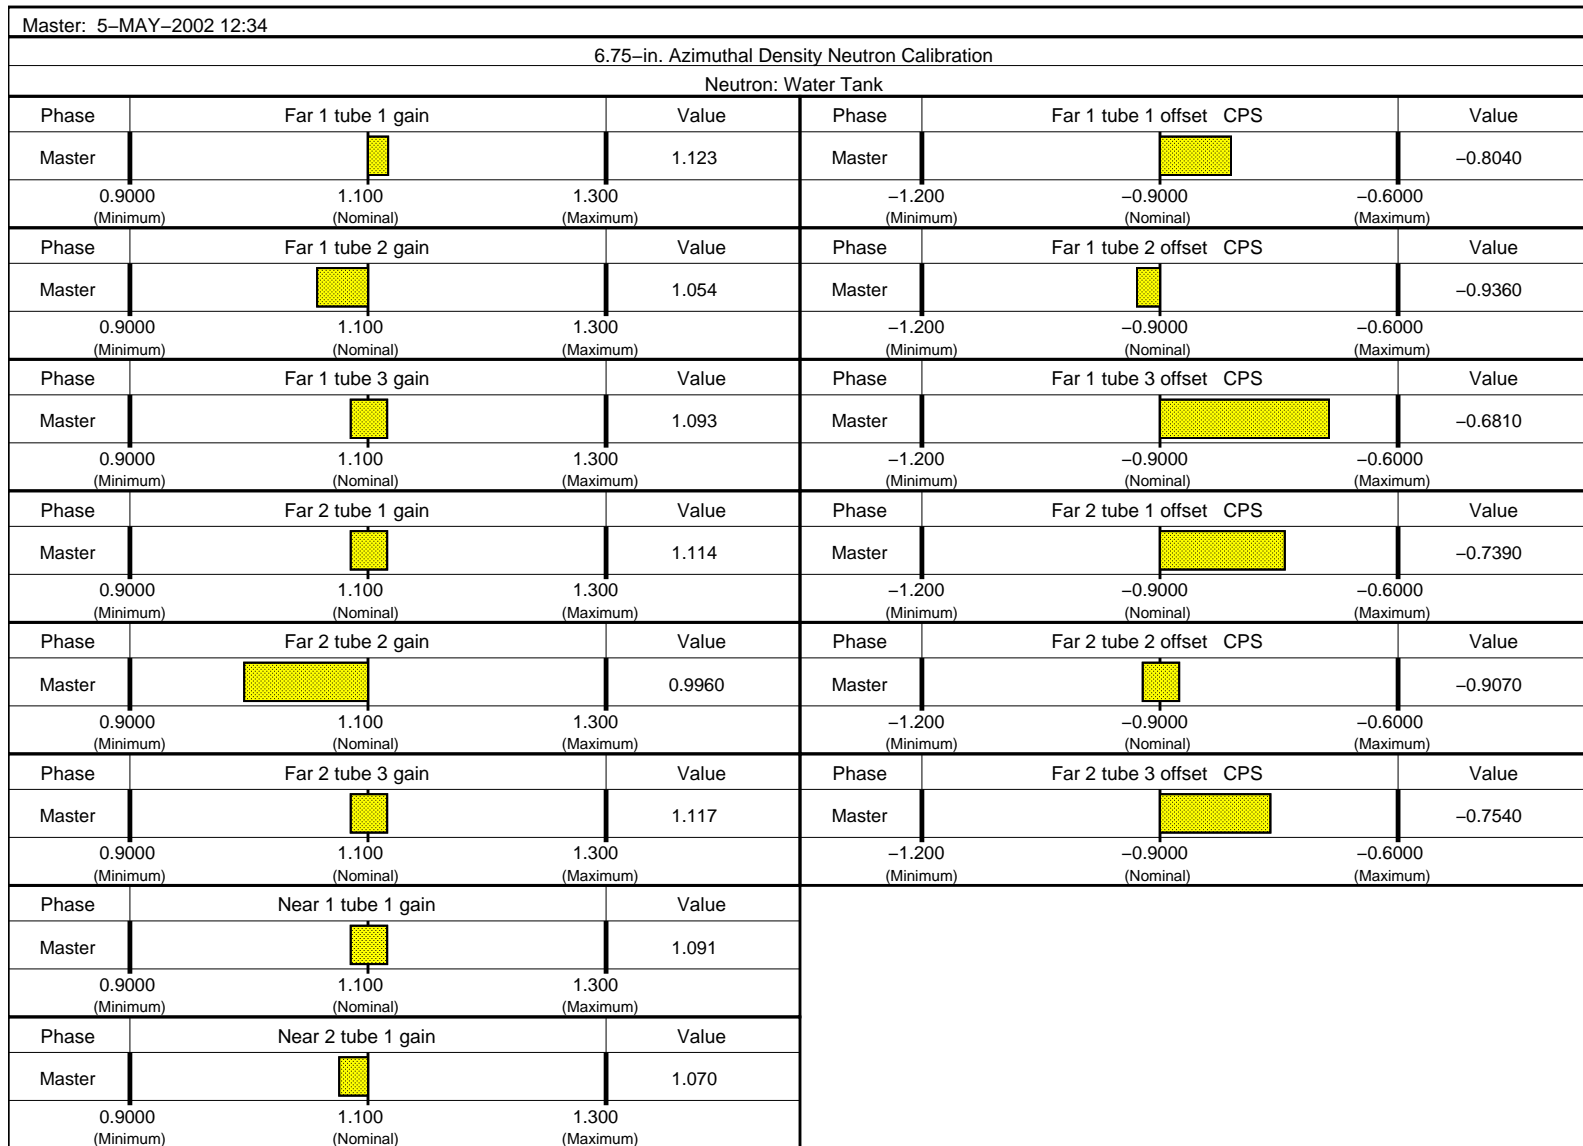 Master: 5-MAY-2002 12:34
6.75-in. Azimuthal Density Neutron Calibration
Neutron: Water Tank
Phase Far 1 tube 1 gain Value Phase Far 1 tube 1 offset CPS Value
Master 1.123 Master -0.8040
0.9000 1.100 1.300 -1.200 -0.9000 -0.6000
(Minimum) (Nominal) (Maximum) (Minimum) (Nominal) (Maximum)
Phase Far 1 tube 2 gain Value Phase Far 1 tube 2 offset CPS Value
Master 1.054 Master -0.9360
0.9000 1.100 1.300 -1.200 -0.9000 -0.6000
(Minimum) (Nominal) (Maximum) (Minimum) (Nominal) (Maximum)
Phase Far 1 tube 3 gain Value Phase Far 1 tube 3 offset CPS Value
Master 1.093 Master -0.6810
0.9000 1.100 1.300 -1.200 -0.9000 -0.6000
(Minimum) (Nominal) (Maximum) (Minimum) (Nominal) (Maximum)
Phase Far 2 tube 1 gain Value Phase Far 2 tube 1 offset CPS Value
Master 1.114 Master -0.7390
0.9000 1.100 1.300 -1.200 -0.9000 -0.6000
(Minimum) (Nominal) (Maximum) (Minimum) (Nominal) (Maximum)
Phase Far 2 tube 2 gain Value Phase Far 2 tube 2 offset CPS Value
Master 0.9960 Master -0.9070
0.9000 1.100 1.300 -1.200 -0.9000 -0.6000
(Minimum) (Nominal) (Maximum) (Minimum) (Nominal) (Maximum)
Phase Far 2 tube 3 gain Value Phase Far 2 tube 3 offset CPS Value
Master 1.117 Master -0.7540
0.9000 1.100 1.300 -1.200 -0.9000 -0.6000
(Minimum) (Nominal) (Maximum) (Minimum) (Nominal) (Maximum)
Phase Near 1 tube 1 gain Value
Master 1.091
0.9000 1.100 1.300
(Minimum) (Nominal) (Maximum)
Phase Near 2 tube 1 gain Value
Master 1.070
0.9000 1.100 1.300
(Minimum) (Nominal) (Maximum)